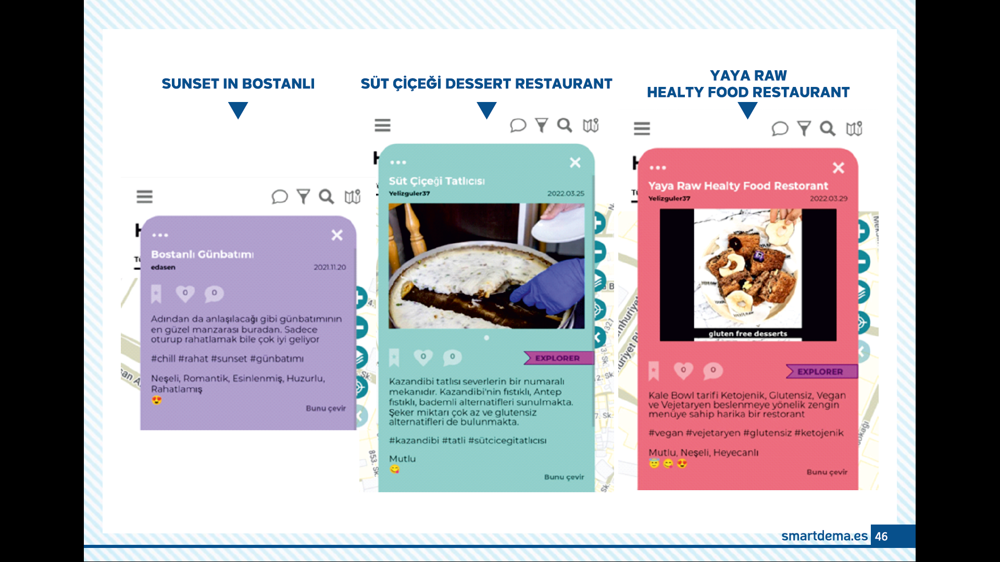 SUNSET IN BOSTANLI
Bostanlı Günbatımı
edasen
2021.11.20
0
0
Adından da anlaşılacağı gibi günbatımının
en güzel manzarası buradan. Sadece
oturup rahatlamak bile çok iyi geliyor
#chill #rahat #sunset #günbatımı
Neşeli, Romantik, Esinlenmiş, Huzurlu,
Rahatlamış
Bunu çevir
SÜT ÇİÇEĞİ DESSERT RESTAURANT
Süt Çiçeği Tatlıcısı
Yelizguler37
2022.03.25
0
0
EXPLORER
Kazandibi tatlısı severlerin bir numaralı
mekanıdır. Kazandibi'nin fıstıklı, Antep
fıstıklı, bademli alternatifleri sunulmakta.
Şeker miktarı çok az ve glutensiz
alternatifleri de bulunmakta.
#kazandibi #tatli #sütcicegitatlıcısı
Mutlu
Bunu çevir
853. Sk.
YAYA RAW
HEALTY FOOD RESTAURANT
Yaya Raw Healty Food Restorant
Yelizguler37
2022.03.29
gluten free desserts
0
0
EXPLORER
Kale Bowl tarifi Ketojenik, Glutensiz, Vegan
ve Vejetaryen beslenmeye yönelik zengin
menüye sahip harika bir restorant
#vegan #vejetaryen #glutensiz #ketojenik
Mutlu, Neşeli, Heyecanlı
Bunu çevir
smartdema.es 46